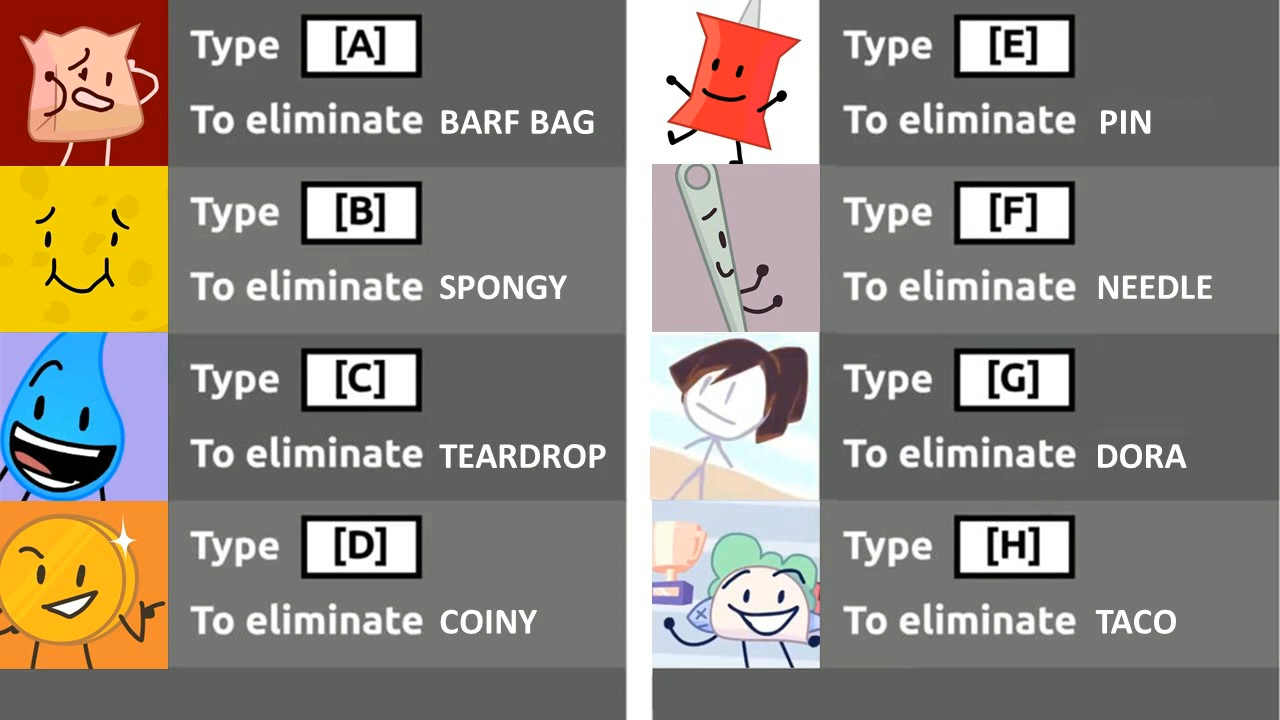 Type [A]
To eliminate BARF BAG
Type [B]
To eliminate SPONGY
Type [C]
To eliminate TEARDROP
Type [D]
To eliminate COINY
Type [E]
To eliminate PIN
Type [F]
To eliminate NEEDLE
Type [G]
To eliminate DORA
Type [H]
To eliminate TACO